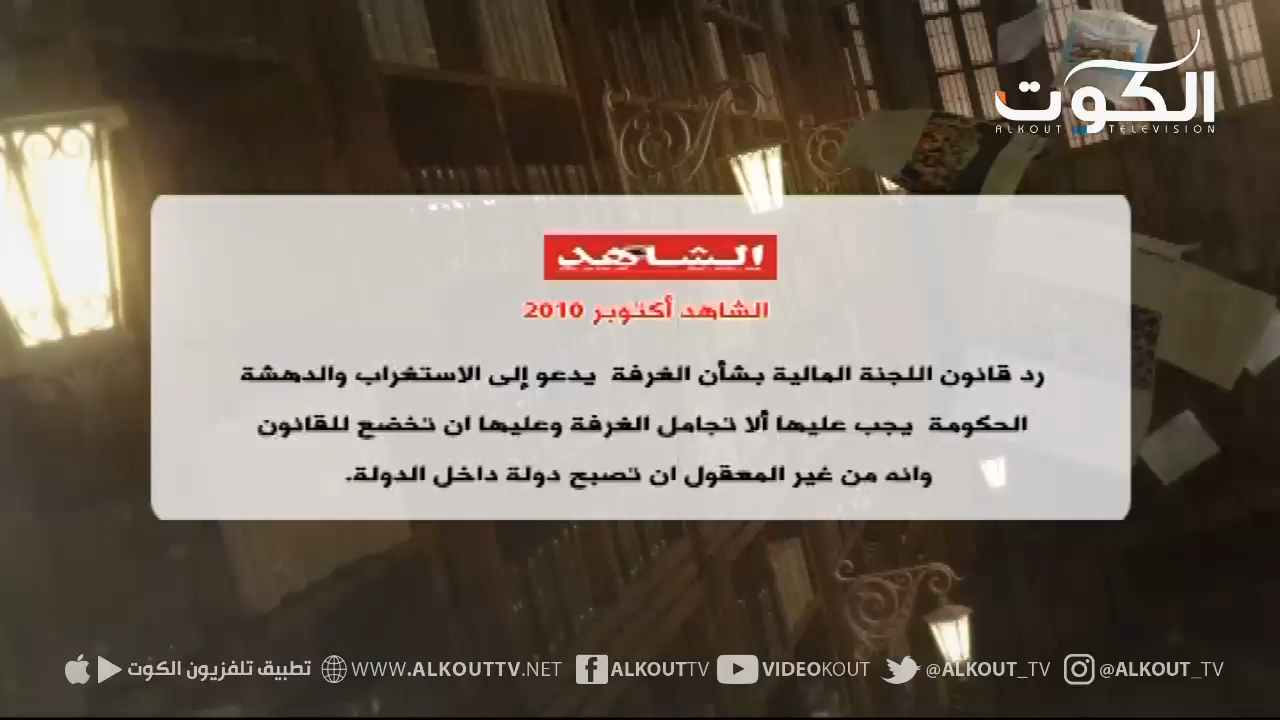 الكوت
ALKOUT TELEVISION
الشاهد
الشاهد أكتوبر 2010
رد قانون اللجنة المالية بشأن الغرفة يدعو إلى الاستغراب والدهشة
الحكومة يجب عليها ألا تجامل الغرفة وعليها ان تخضع للقانون
وانه من غير المعقول ان تصبح دولة داخل الدولة.
تطبيق تلفزيون الكوت WWW.ALKOUTTV.NET ALKOUTTV VIDEOKOUT @ALKOUT_TV @ALKOUT_TV